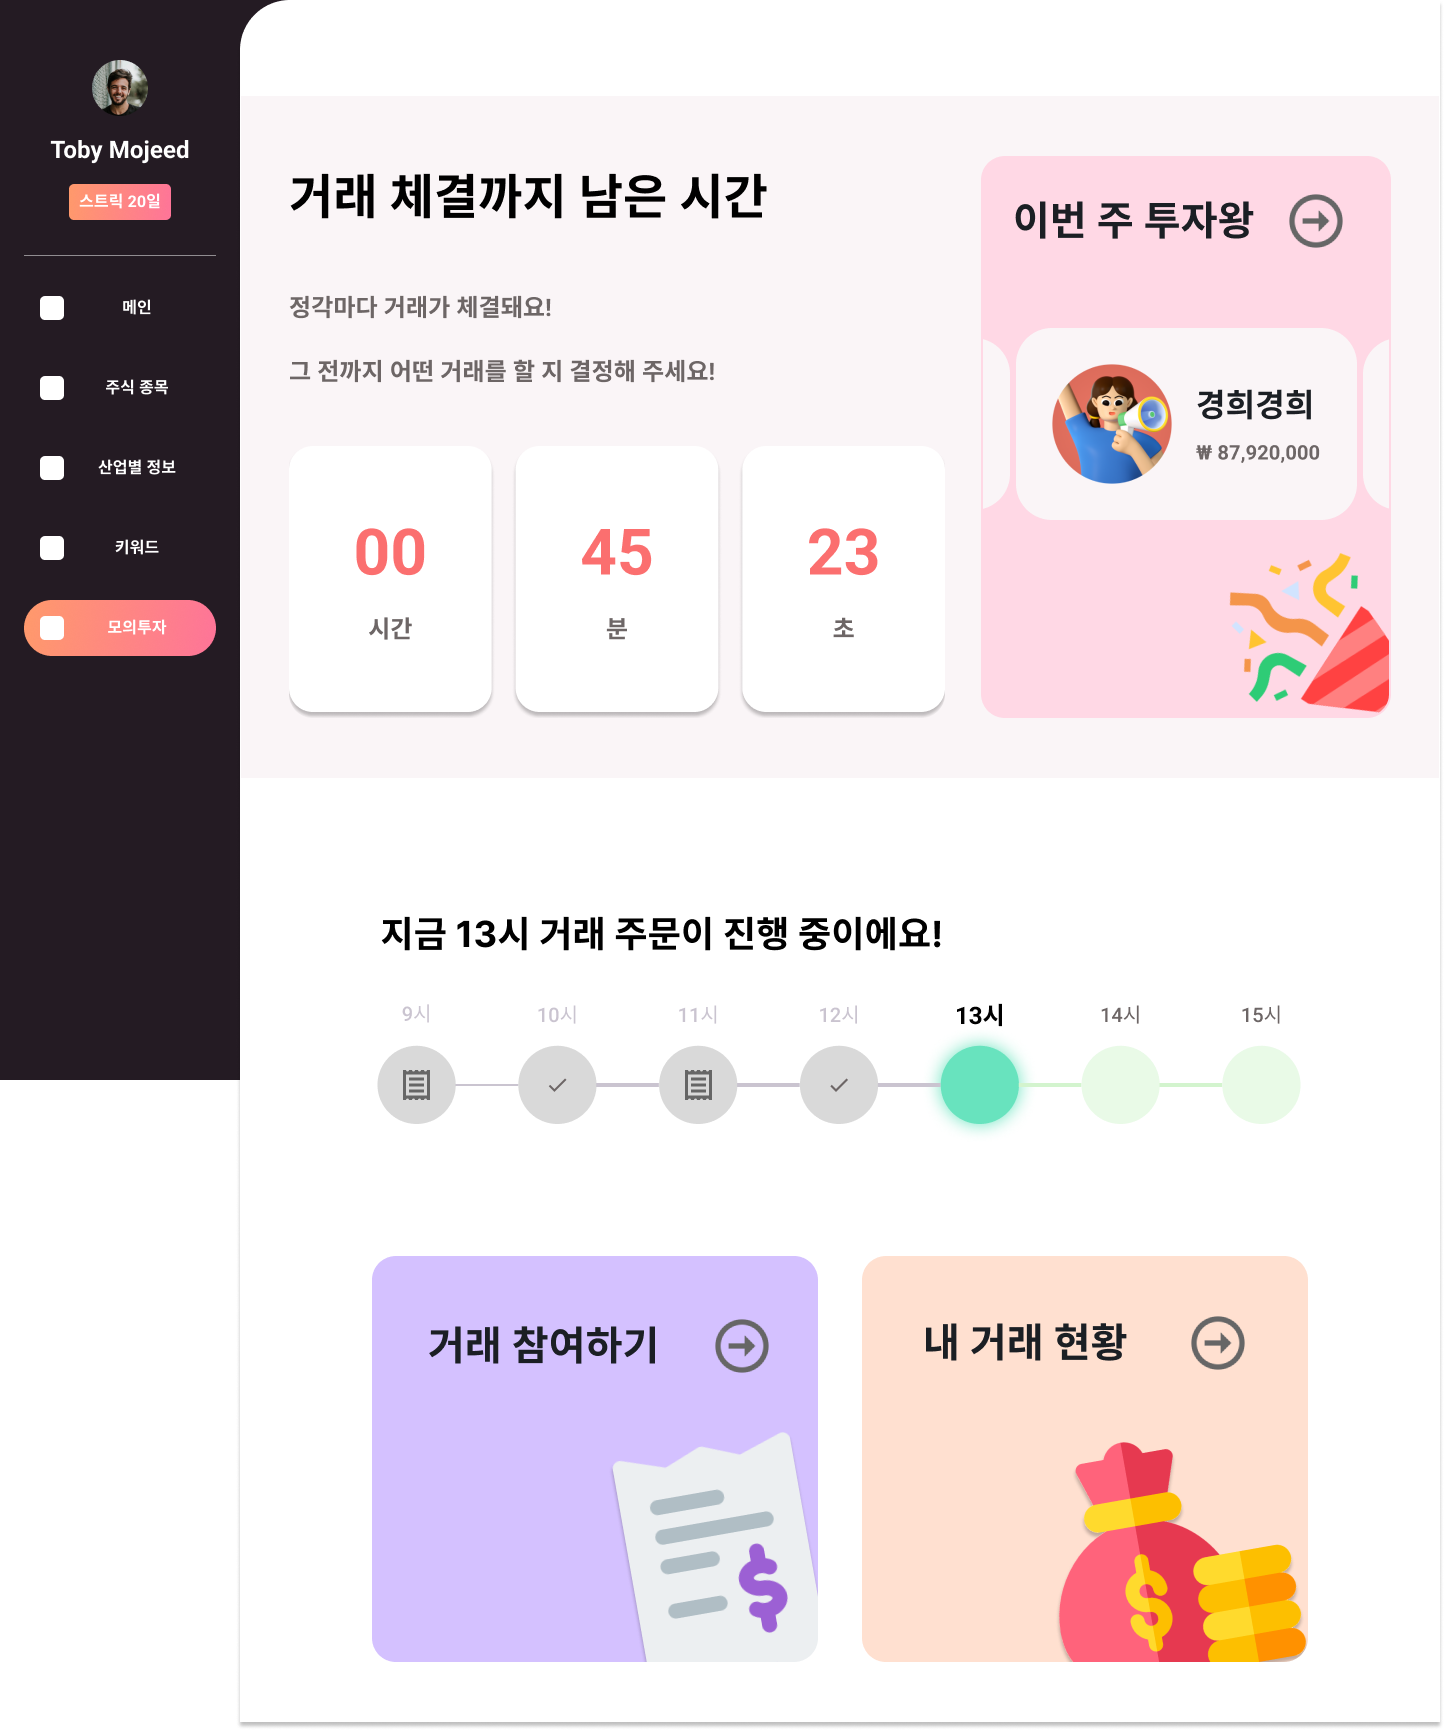 Toby Mojeed
스트릭 20일
메인
주식 종목
산업별 정보
키워드
모의투자
거래 체결까지 남은 시간
정각마다 거래가 체결돼요!
그 전까지 어떤 거래를 할 지 결정해 주세요!
00
시간
45
분
23
초
이번 주 투자왕
경희경희
₩ 87,920,000
지금 13시 거래 주문이 진행 중이에요!
9시
10시
11시
12시
13시
14시
15시
거래 참여하기
내 거래 현황